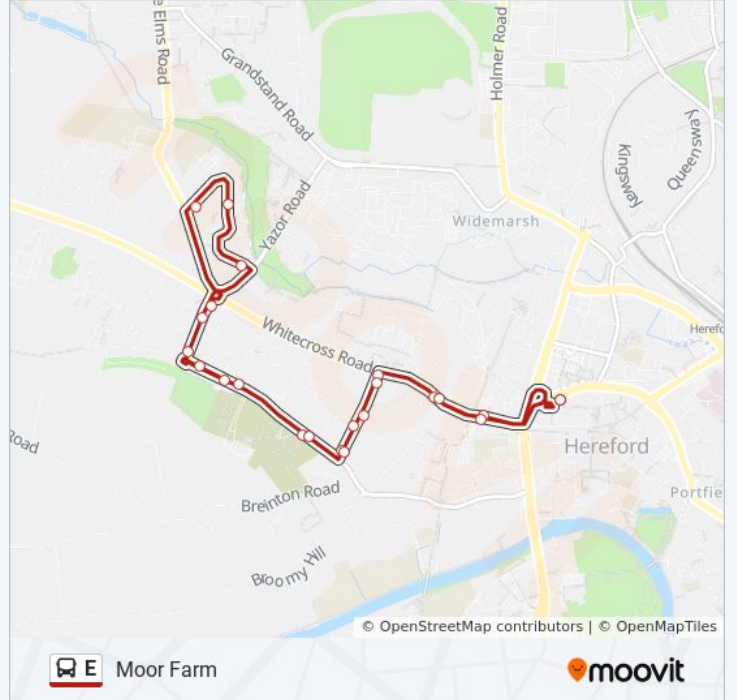 e Elms Road
Grandstand Road
Holmer Road
Queensway
Kingsway
Yazor Road
Widemarsh
Whitecross Road
Herefo
Hereford
Road
Breinton Road
Portfie
Broomy Hill
© OpenStreetMap contributors | © OpenMapTiles
E Moor Farm
moovit